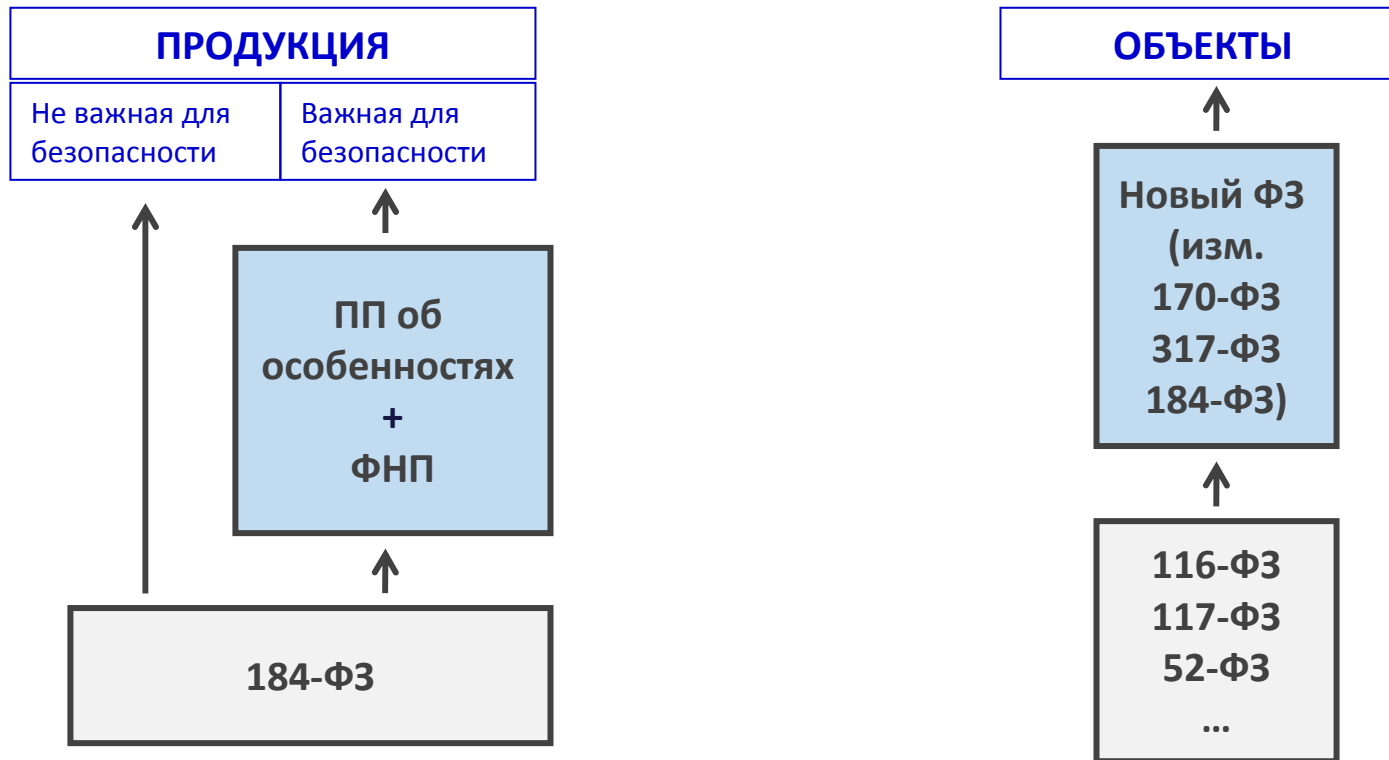 ПРОДУКЦИЯ
Не важная для
безопасности
Важная для
безопасности
ПП об
особенностях
+
ФНП
184-ФЗ
ОБЪЕКТЫ
Новый ФЗ
(изм.
170-ФЗ
317-ФЗ
184-ФЗ)
116-ФЗ
117-ФЗ
52-ФЗ
...